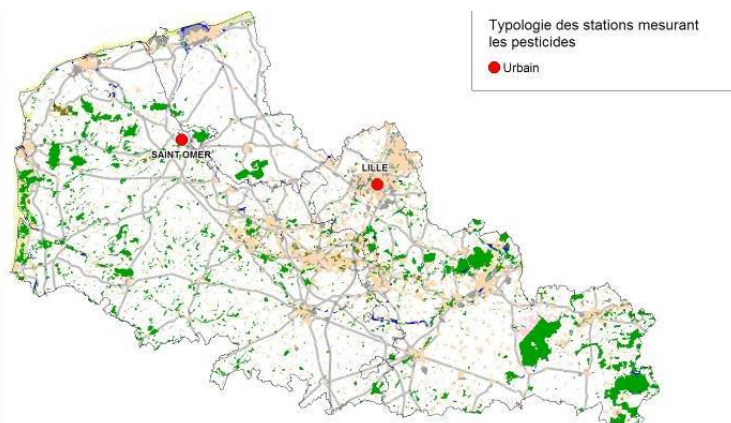 Typologie des stations mesurant
les pesticides
Urbain
SAINT OMER
LILLE